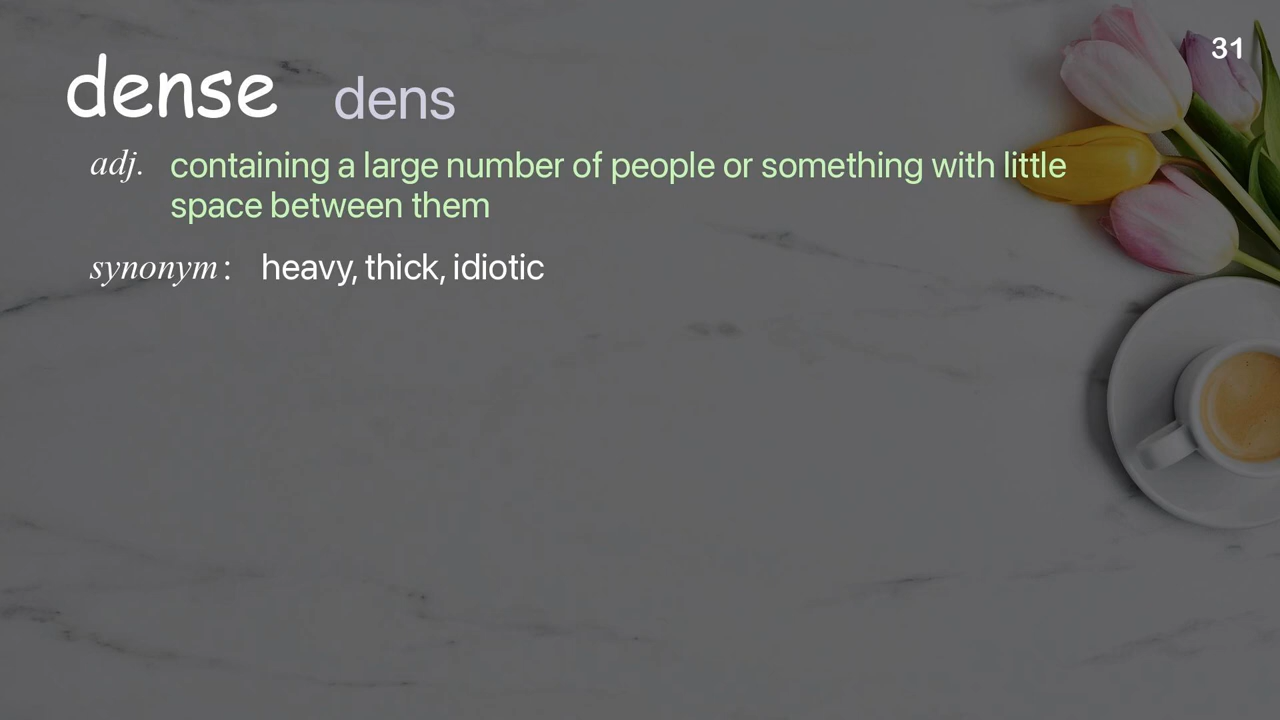 31
dense dens
adj. containing a large number of people or something with little
space between them
synonym: heavy, thick, idiotic